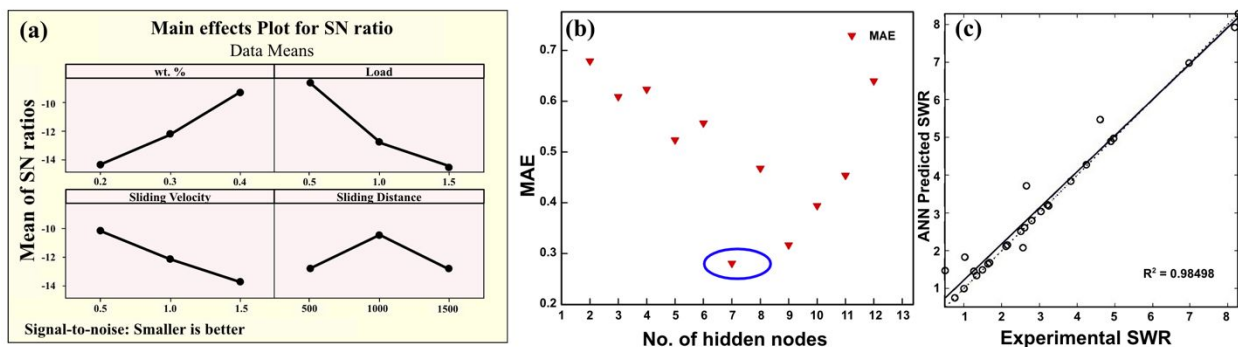 (a)
Main effects Plot for SN ratio
Data Means
wt. %
Load
Mean of SN ratios
-10
-12
-14
0.2
0.3
0.4
0.5
1.0
1.5
Sliding Velocity
Sliding Distance
-10
-12
-14
0.5
1.0
1.5
500
1000
1500
Signal-to-noise: Smaller is better
(b)
MAE
MAE
0.7
0.6
0.5
0.4
0.3
0.2
1 2 3 4 5 6 7 8 9 10 11 12 13
No. of hidden nodes
(c)
ANN Predicted SWR
8
7
6
5
4
3
2
1
R² = 0.98498
1 2 3 4 5 6 7 8
Experimental SWR